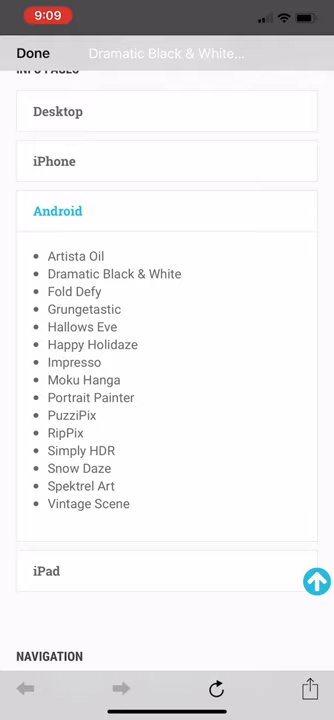 9:09
Done
Dramatic Black & White...
INFO PAGES
Desktop
iPhone
Android
Artista Oil
Dramatic Black & White
Fold Defy
Grungetastic
Hallows Eve
Happy Holidaze
Impresso
Moku Hanga
Portrait Painter
PuzziPix
RipPix
Simply HDR
Snow Daze
Spektrel Art
Vintage Scene
iPad
NAVIGATION